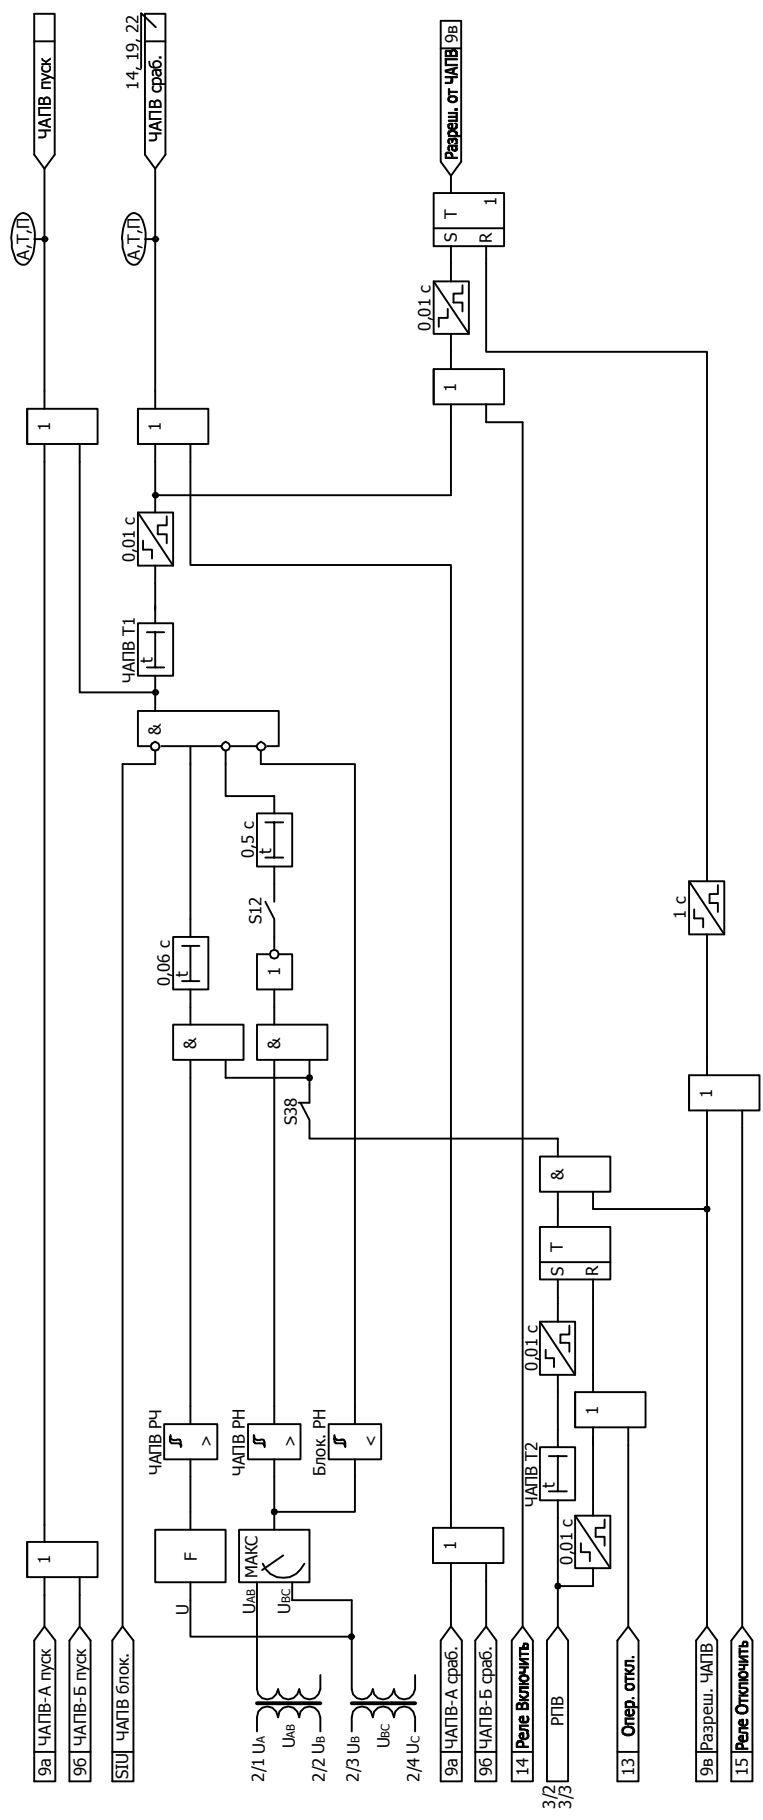 ЧАПВ пуск
14, 19, 22
ЧАПВ сраб.
Разреш. от ЧАПВ 9в
А,Т,П
А,Т,П
S T 1
R
0,01 с
1
1
1
0,01 с
ЧАПВ Т1
t
&
0,5 с
t
S12
1
0,06 с
t
&
&
S38
1 с
1
&
S T
R
0,01 с
1
ЧАПВ Т2
t
0,01 с
ЧАПВ РЧ
>
ЧАПВ РН
>
Блок. РН
<
F
МАКС
U
UAB
UBC
1
1
9а ЧАПВ-А пуск
9б ЧАПВ-Б пуск
SIU ЧАПВ блок.
2/1 UA
UAB
2/2 UB
2/3 UB
UBC
2/4 UC
9а ЧАПВ-А сраб.
9б ЧАПВ-Б сраб.
14 Реле Включить
3/2
3/3
РПВ
13 Опер. откл.
9в Разреш. ЧАПВ
15 Реле Отключить